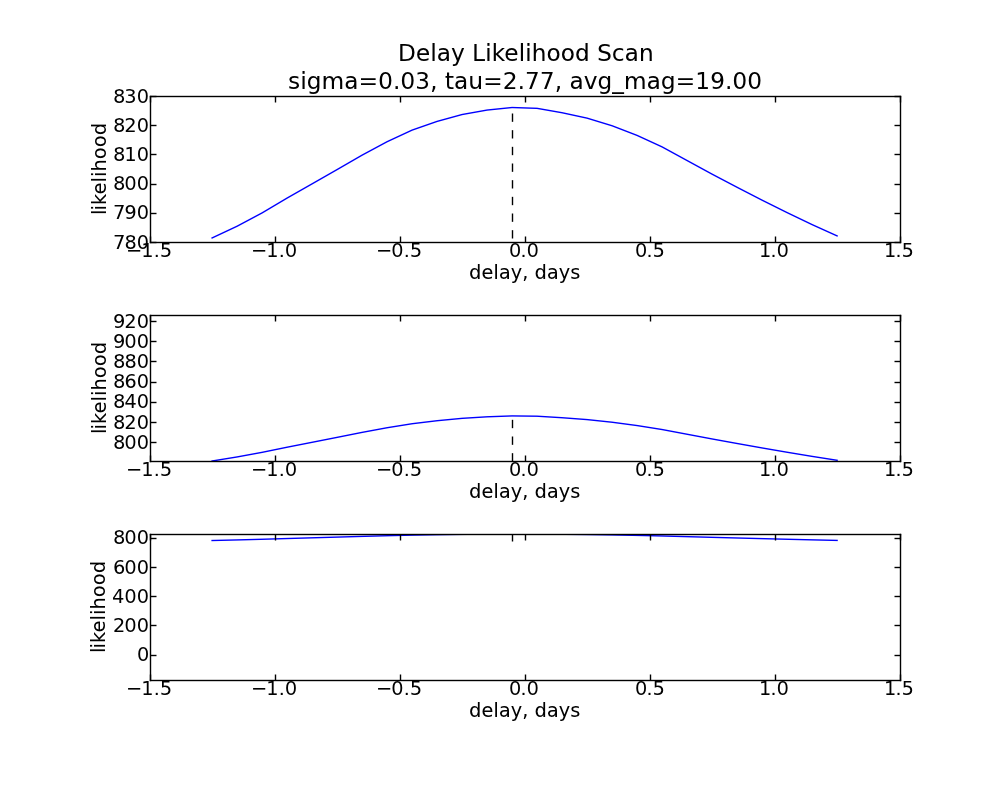 Delay Likelihood Scan
sigma=0.03, tau=2.77, avg_mag=19.00
830
820
810
800
790
780
likelihood
−1.5 −1.0 −0.5 0.0 0.5 1.0 1.5
delay, days
920
900
880
860
840
820
800
likelihood
−1.5 −1.0 −0.5 0.0 0.5 1.0 1.5
delay, days
800
600
400
200
0
likelihood
−1.5 −1.0 −0.5 0.0 0.5 1.0 1.5
delay, days